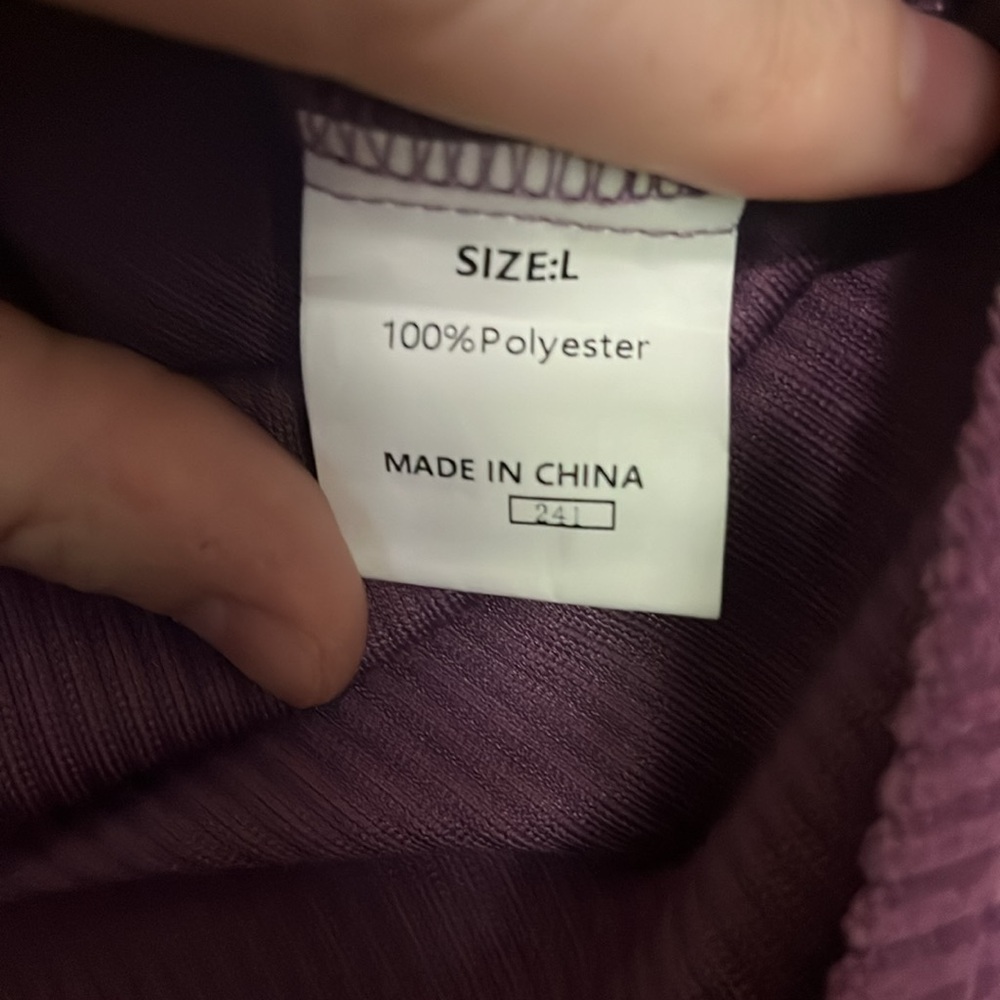 SIZE:L
100%Polyester
MADE IN CHINA
241